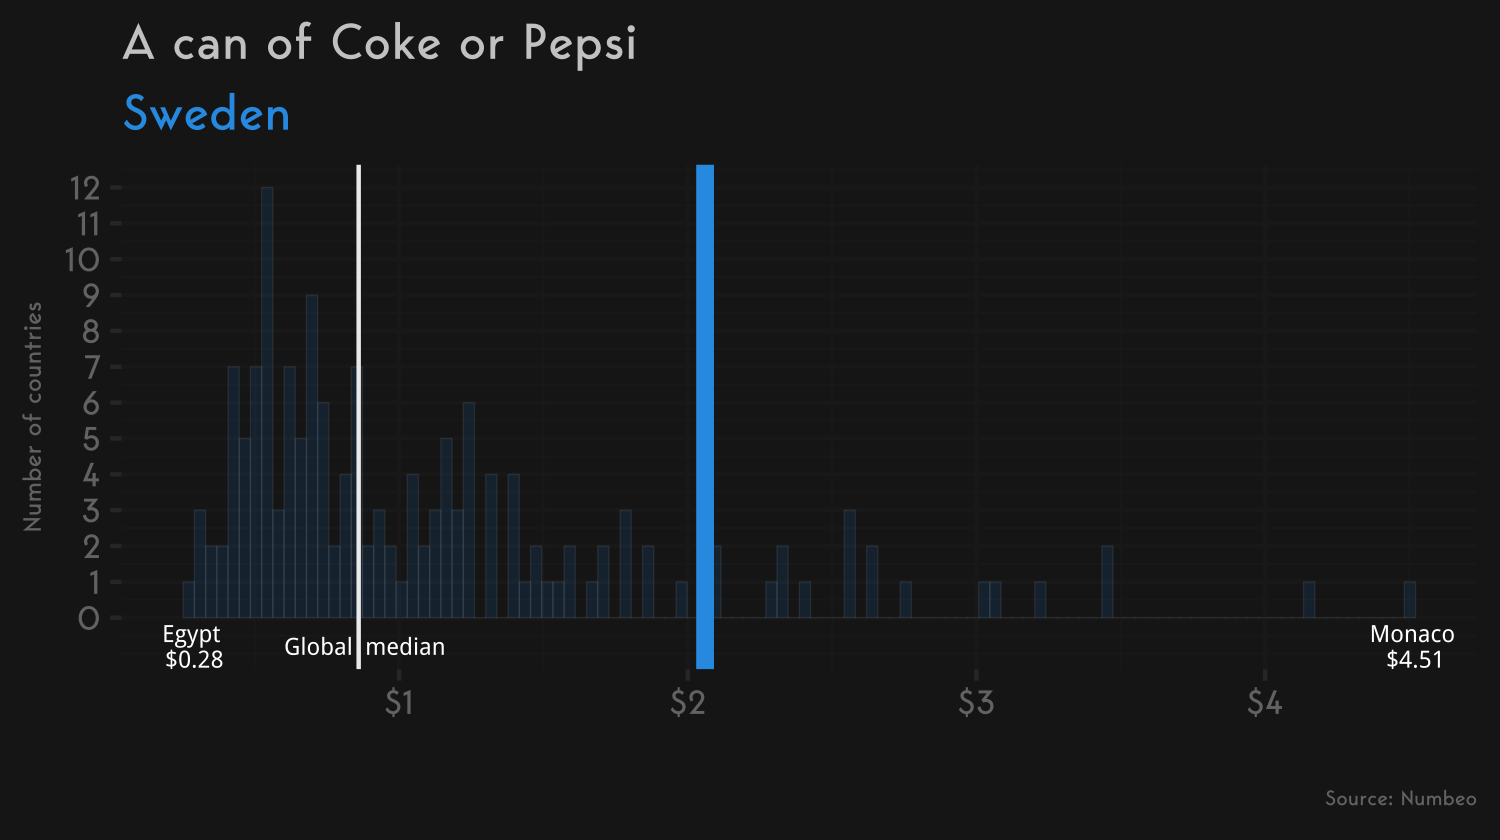 A can of Coke or Pepsi
Sweden
Number of countries
12
11
10
9
8
7
6
5
4
3
2
1
0
Egypt
$0.28
Global median
Monaco
$4.51
$1 $2 $3 $4
Source: Numbeo